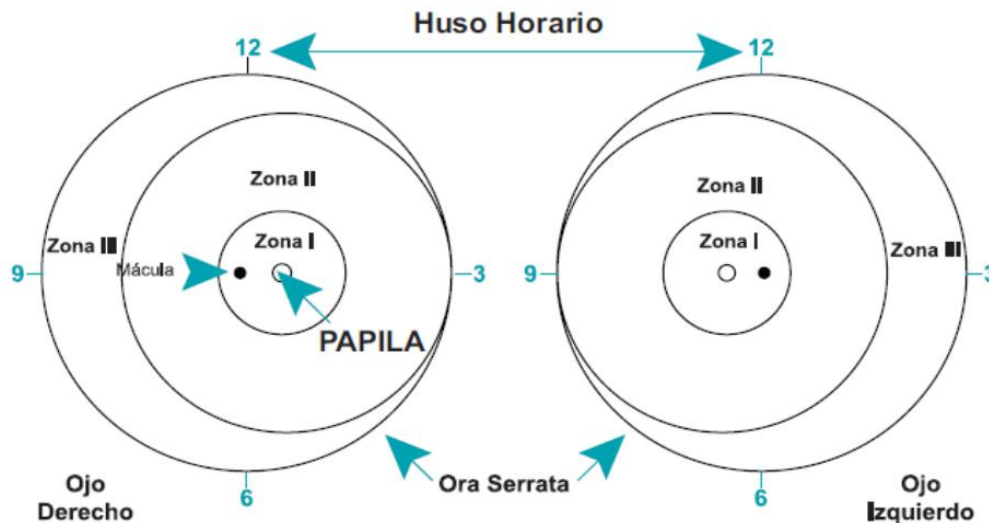 Huso Horario
12
12
Zona II
Zona II
Zona I
Zona I
Zona III
Zona III
Mácula
9
3
9
3
PAPILA
Ora Serrata
6
6
Ojo
Derecho
Ojo
Izquierdo